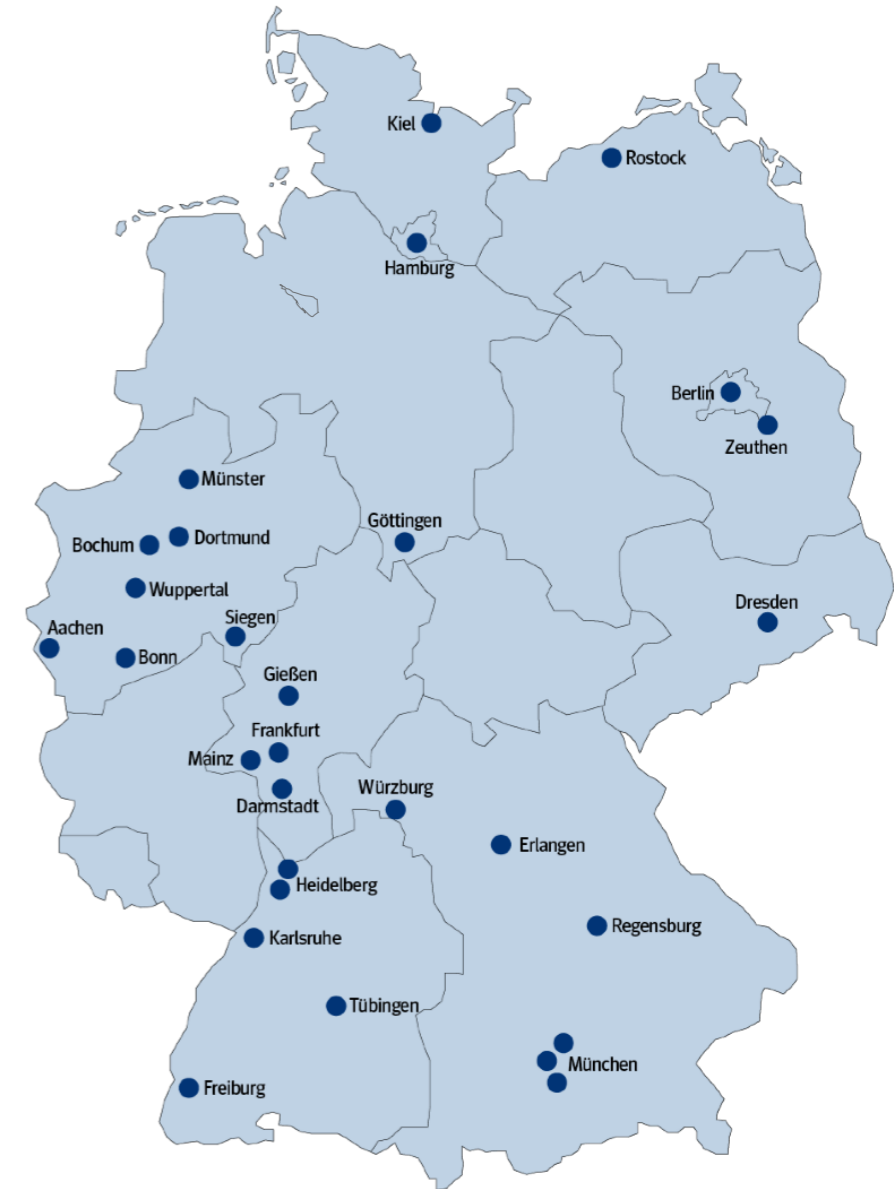 Kiel
Rostock
Hamburg
Berlin
Zeuthen
Münster
Göttingen
Bochum
Dortmund
Wuppertal
Dresden
Siegen
Aachen
Bonn
Gießen
Frankfurt
Mainz
Würzburg
Darmstadt
Erlangen
Heidelberg
Regensburg
Karlsruhe
Tübingen
München
Freiburg